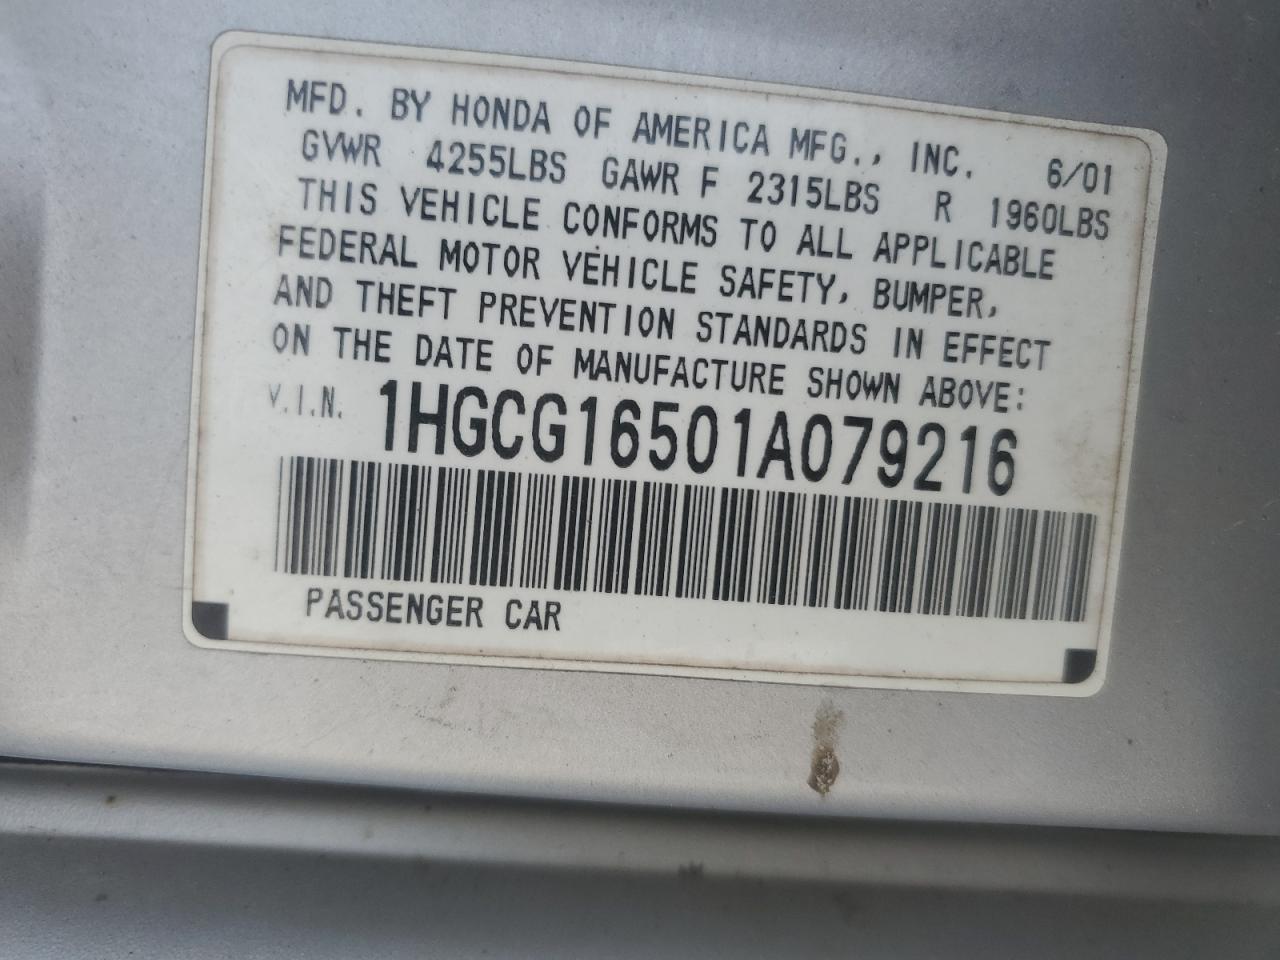 MFD. BY HONDA OF AMERICA MFG., INC. 6/01
GVWR 4255LBS GAWR F 2315LBS R 1960LBS
THIS VEHICLE CONFORMS TO ALL APPLICABLE
FEDERAL MOTOR VEHICLE SAFETY, BUMPER,
AND THEFT PREVENTION STANDARDS IN EFFECT
ON THE DATE OF MANUFACTURE SHOWN ABOVE:
V.I.N. 1HGCG16501A079216
PASSENGER CAR